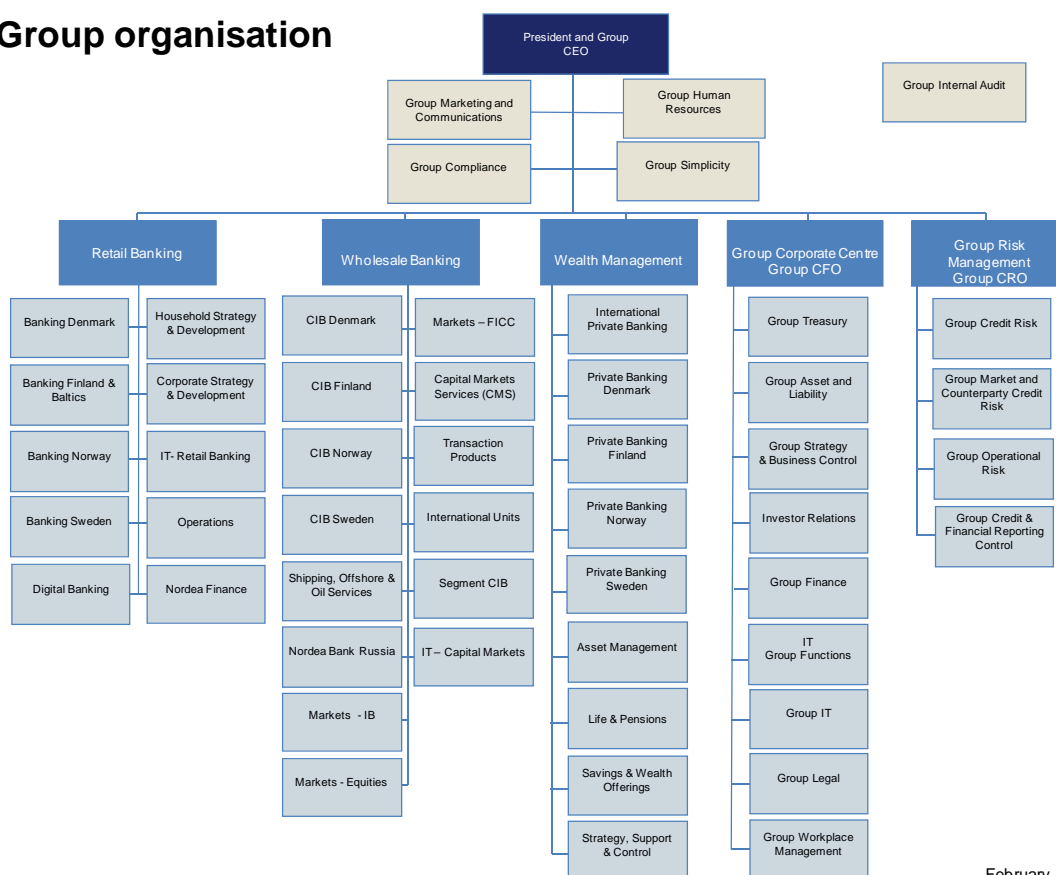 Group organisation
President and Group
CEO
Group Internal Audit
Group Marketing and
Communications
Group Human
Resources
Group Compliance
Group Simplicity
Retail Banking
Wholesale Banking
Wealth Management
Group Corporate Centre
Group CFO
Group Risk
Management
Group CRO
Banking Denmark
Household Strategy
& Development
Banking Finland &
Baltics
Corporate Strategy
& Development
Banking Norway
IT- Retail Banking
Banking Sweden
Operations
Digital Banking
Nordea Finance
CIB Denmark
Markets – FICC
CIB Finland
Capital Markets
Services (CMS)
CIB Norway
Transaction
Products
CIB Sweden
International Units
Shipping, Offshore &
Oil Services
Segment CIB
Nordea Bank Russia
IT – Capital Markets
Markets - IB
Markets - Equities
International
Private Banking
Private Banking
Denmark
Private Banking
Finland
Private Banking
Norway
Private Banking
Sweden
Asset Management
Life & Pensions
Savings & Wealth
Offerings
Strategy, Support
& Control
Group Treasury
Group Asset and
Liability
Group Strategy
& Business Control
Investor Relations
Group Finance
IT
Group Functions
Group IT
Group Legal
Group Workplace
Management
Group Credit Risk
Group Market and
Counterparty Credit
Risk
Group Operational
Risk
Group Credit &
Financial Reporting
Control
February